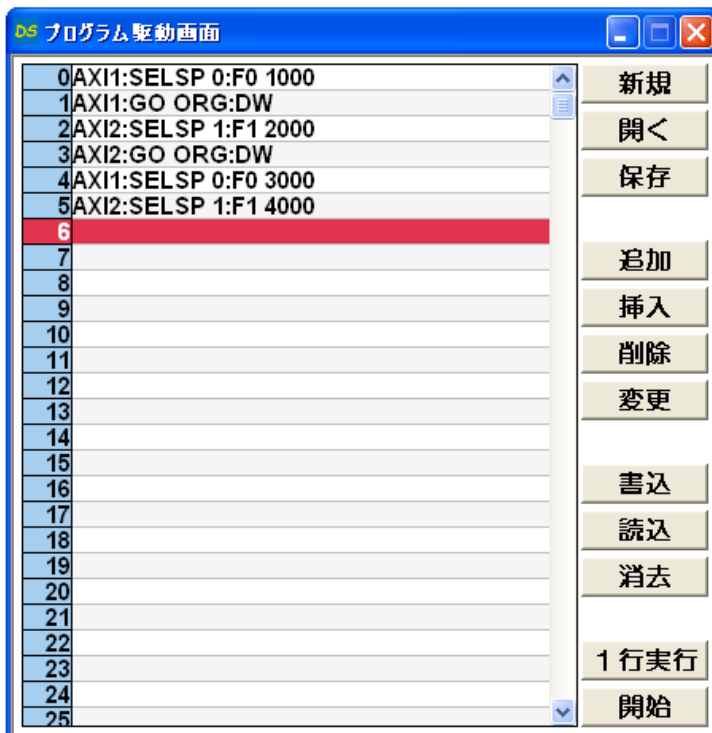 DS プログラム駆動画面
0 AXI1:SELSP 0:F0 1000
1 AXI1:GO ORG:DW
2 AXI2:SELSP 1:F1 2000
3 AXI2:GO ORG:DW
4 AXI1:SELSP 0:F0 3000
5 AXI2:SELSP 1:F1 4000
6
7
8
9
10
11
12
13
14
15
16
17
18
19
20
21
22
23
24
25
新規
開く
保存
追加
挿入
削除
変更
書込
読込
消去
1行実行
開始